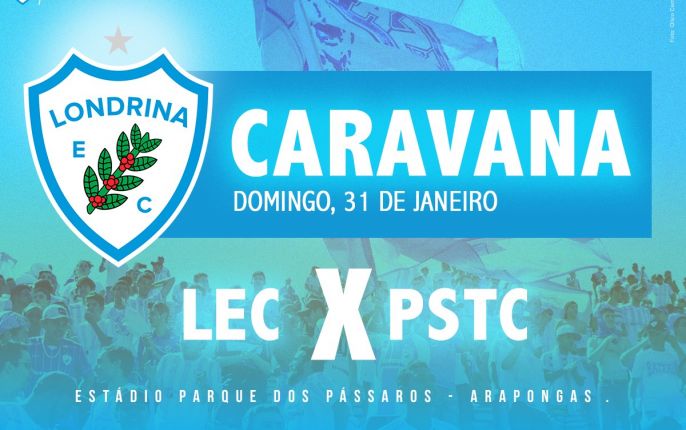 LONDRINA
E
C
CARAVANA
DOMINGO, 31 DE JANEIRO
LEC X PSTC
ESTÁDIO PARQUE DOS PÁSSAROS - ARAPONGAS .